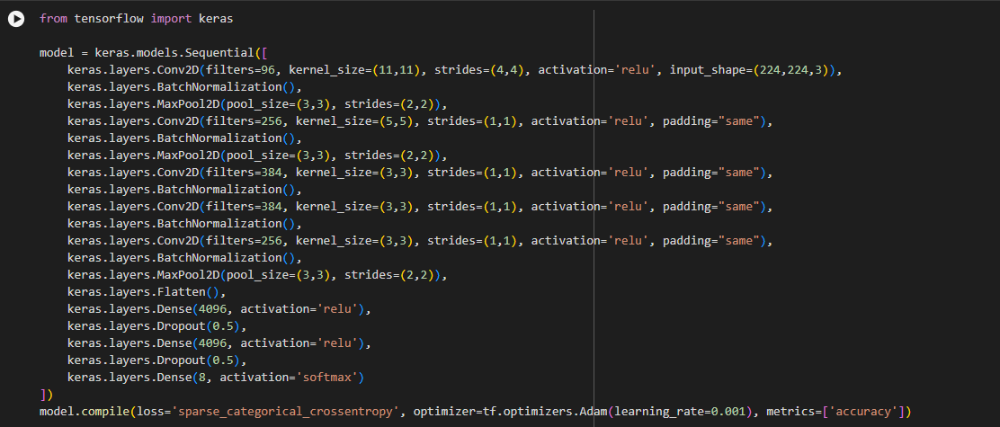 from tensorflow import keras
model = keras.models.Sequential([
keras.layers.Conv2D(filters=96, kernel_size=(11,11), strides=(4,4), activation='relu', input_shape=(224,224,3)),
keras.layers.BatchNormalization(),
keras.layers.MaxPool2D(pool_size=(3,3), strides=(2,2)),
keras.layers.Conv2D(filters=256, kernel_size=(5,5), strides=(1,1), activation='relu', padding="same"),
keras.layers.BatchNormalization(),
keras.layers.MaxPool2D(pool_size=(3,3), strides=(2,2)),
keras.layers.Conv2D(filters=384, kernel_size=(3,3), strides=(1,1), activation='relu', padding="same"),
keras.layers.BatchNormalization(),
keras.layers.Conv2D(filters=384, kernel_size=(3,3), strides=(1,1), activation='relu', padding="same"),
keras.layers.BatchNormalization(),
keras.layers.Conv2D(filters=256, kernel_size=(3,3), strides=(1,1), activation='relu', padding="same"),
keras.layers.BatchNormalization(),
keras.layers.MaxPool2D(pool_size=(3,3), strides=(2,2)),
keras.layers.Flatten(),
keras.layers.Dense(4096, activation='relu'),
keras.layers.Dropout(0.5),
keras.layers.Dense(4096, activation='relu'),
keras.layers.Dropout(0.5),
keras.layers.Dense(8, activation='softmax')
])
model.compile(loss='sparse_categorical_crossentropy', optimizer=tf.optimizers.Adam(learning_rate=0.001), metrics=['accuracy'])